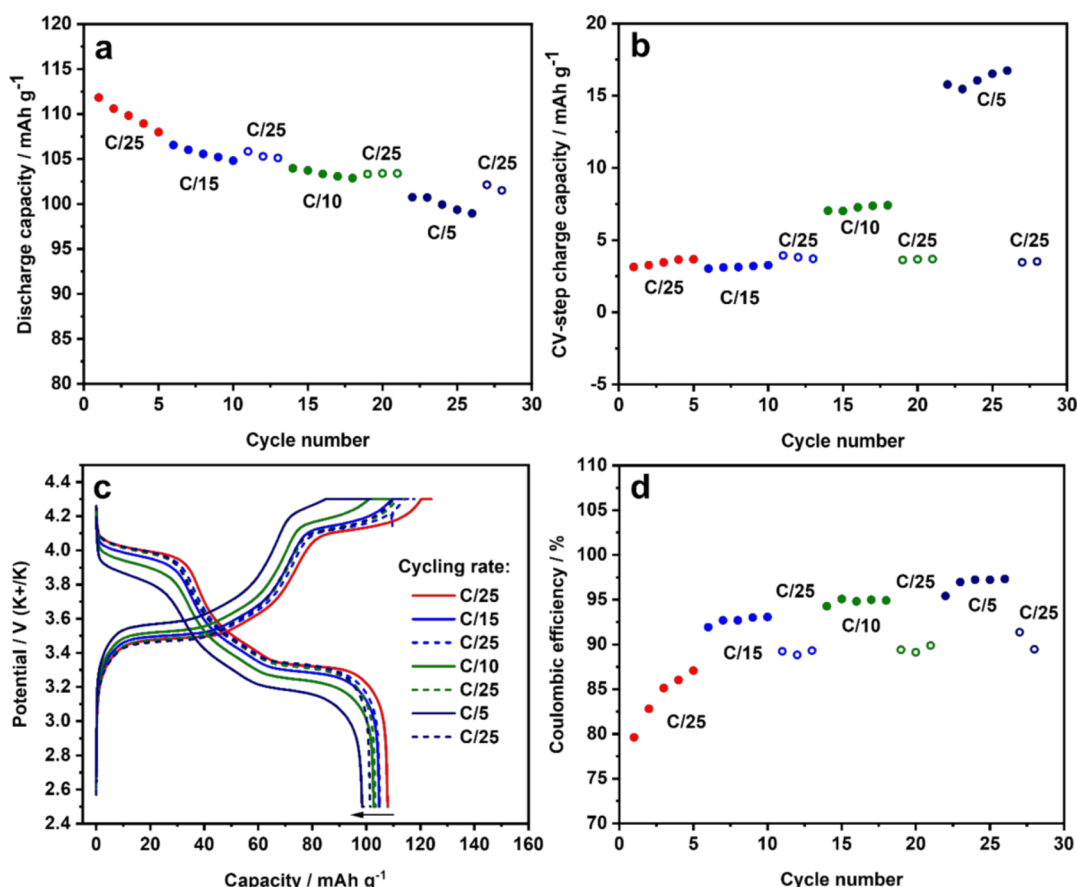 a
Discharge capacity / mAh g-1
120
115
110
105
100
95
90
85
80
C/25
C/15
C/25
C/10
C/25
C/5
C/25
0
5
10
15
20
25
30
Cycle number
b
CV-step charge capacity / mAh g-1
20
15
10
5
0
-5
C/25
C/15
C/25
C/10
C/25
C/5
C/25
0
5
10
15
20
25
30
Cycle number
c
Potential / V (K+/K)
4.4
4.2
4.0
3.8
3.6
3.4
3.2
3.0
2.8
2.6
2.4
Cycling rate:
C/25
C/15
C/25
C/10
C/25
C/5
C/25
0
20
40
60
80
100
120
140
160
Capacity / mAh g-1
d
Coulombic efficiency / %
110
105
100
95
90
85
80
75
70
C/25
C/15
C/25
C/10
C/25
C/5
C/25
0
5
10
15
20
25
30
Cycle number